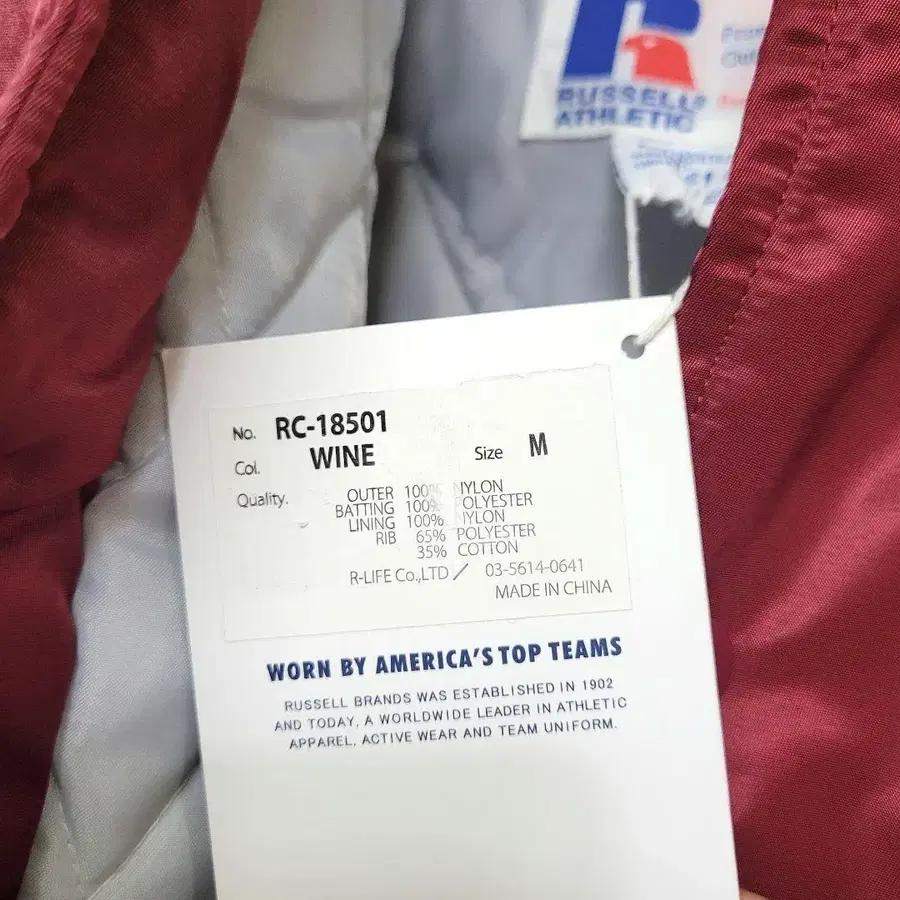 RUSSELL
ATHLETIC
No. RC-18501
Col. WINE Size M
Quality. OUTER 100% NYLON
BATTING 100% POLYESTER
LINING 100% NYLON
RIB 65% POLYESTER
35% COTTON
R-LIFE Co.,LTD / 03-5614-0641
MADE IN CHINA
WORN BY AMERICA'S TOP TEAMS
RUSSELL BRANDS WAS ESTABLISHED IN 1902
AND TODAY, A WORLDWIDE LEADER IN ATHLETIC
APPAREL, ACTIVE WEAR AND TEAM UNIFORM.